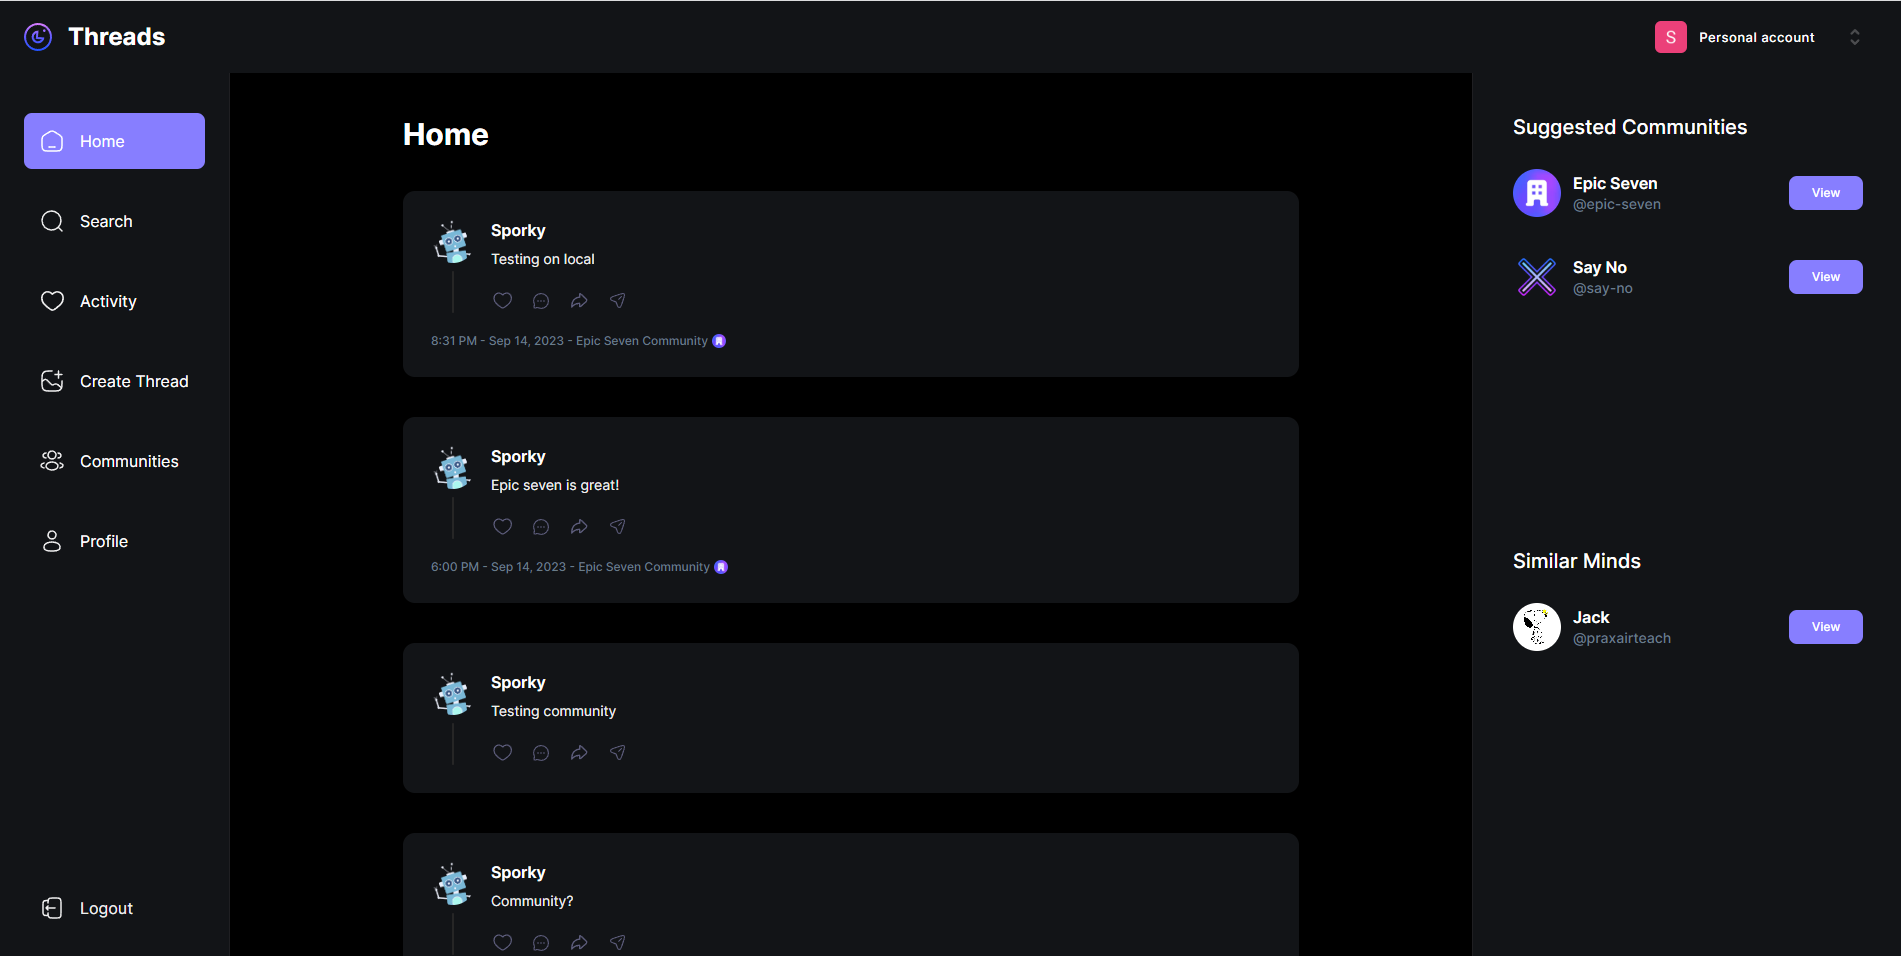 Threads
S
Personal account
Home
Search
Activity
Create Thread
Communities
Profile
Logout
Home
Sporky
Testing on local
8:31 PM - Sep 14, 2023 - Epic Seven Community
Sporky
Epic seven is great!
6:00 PM - Sep 14, 2023 - Epic Seven Community
Sporky
Testing community
Sporky
Community?
Suggested Communities
Epic Seven
@epic-seven
View
Say No
@say-no
View
Similar Minds
Jack
@praxairteach
View